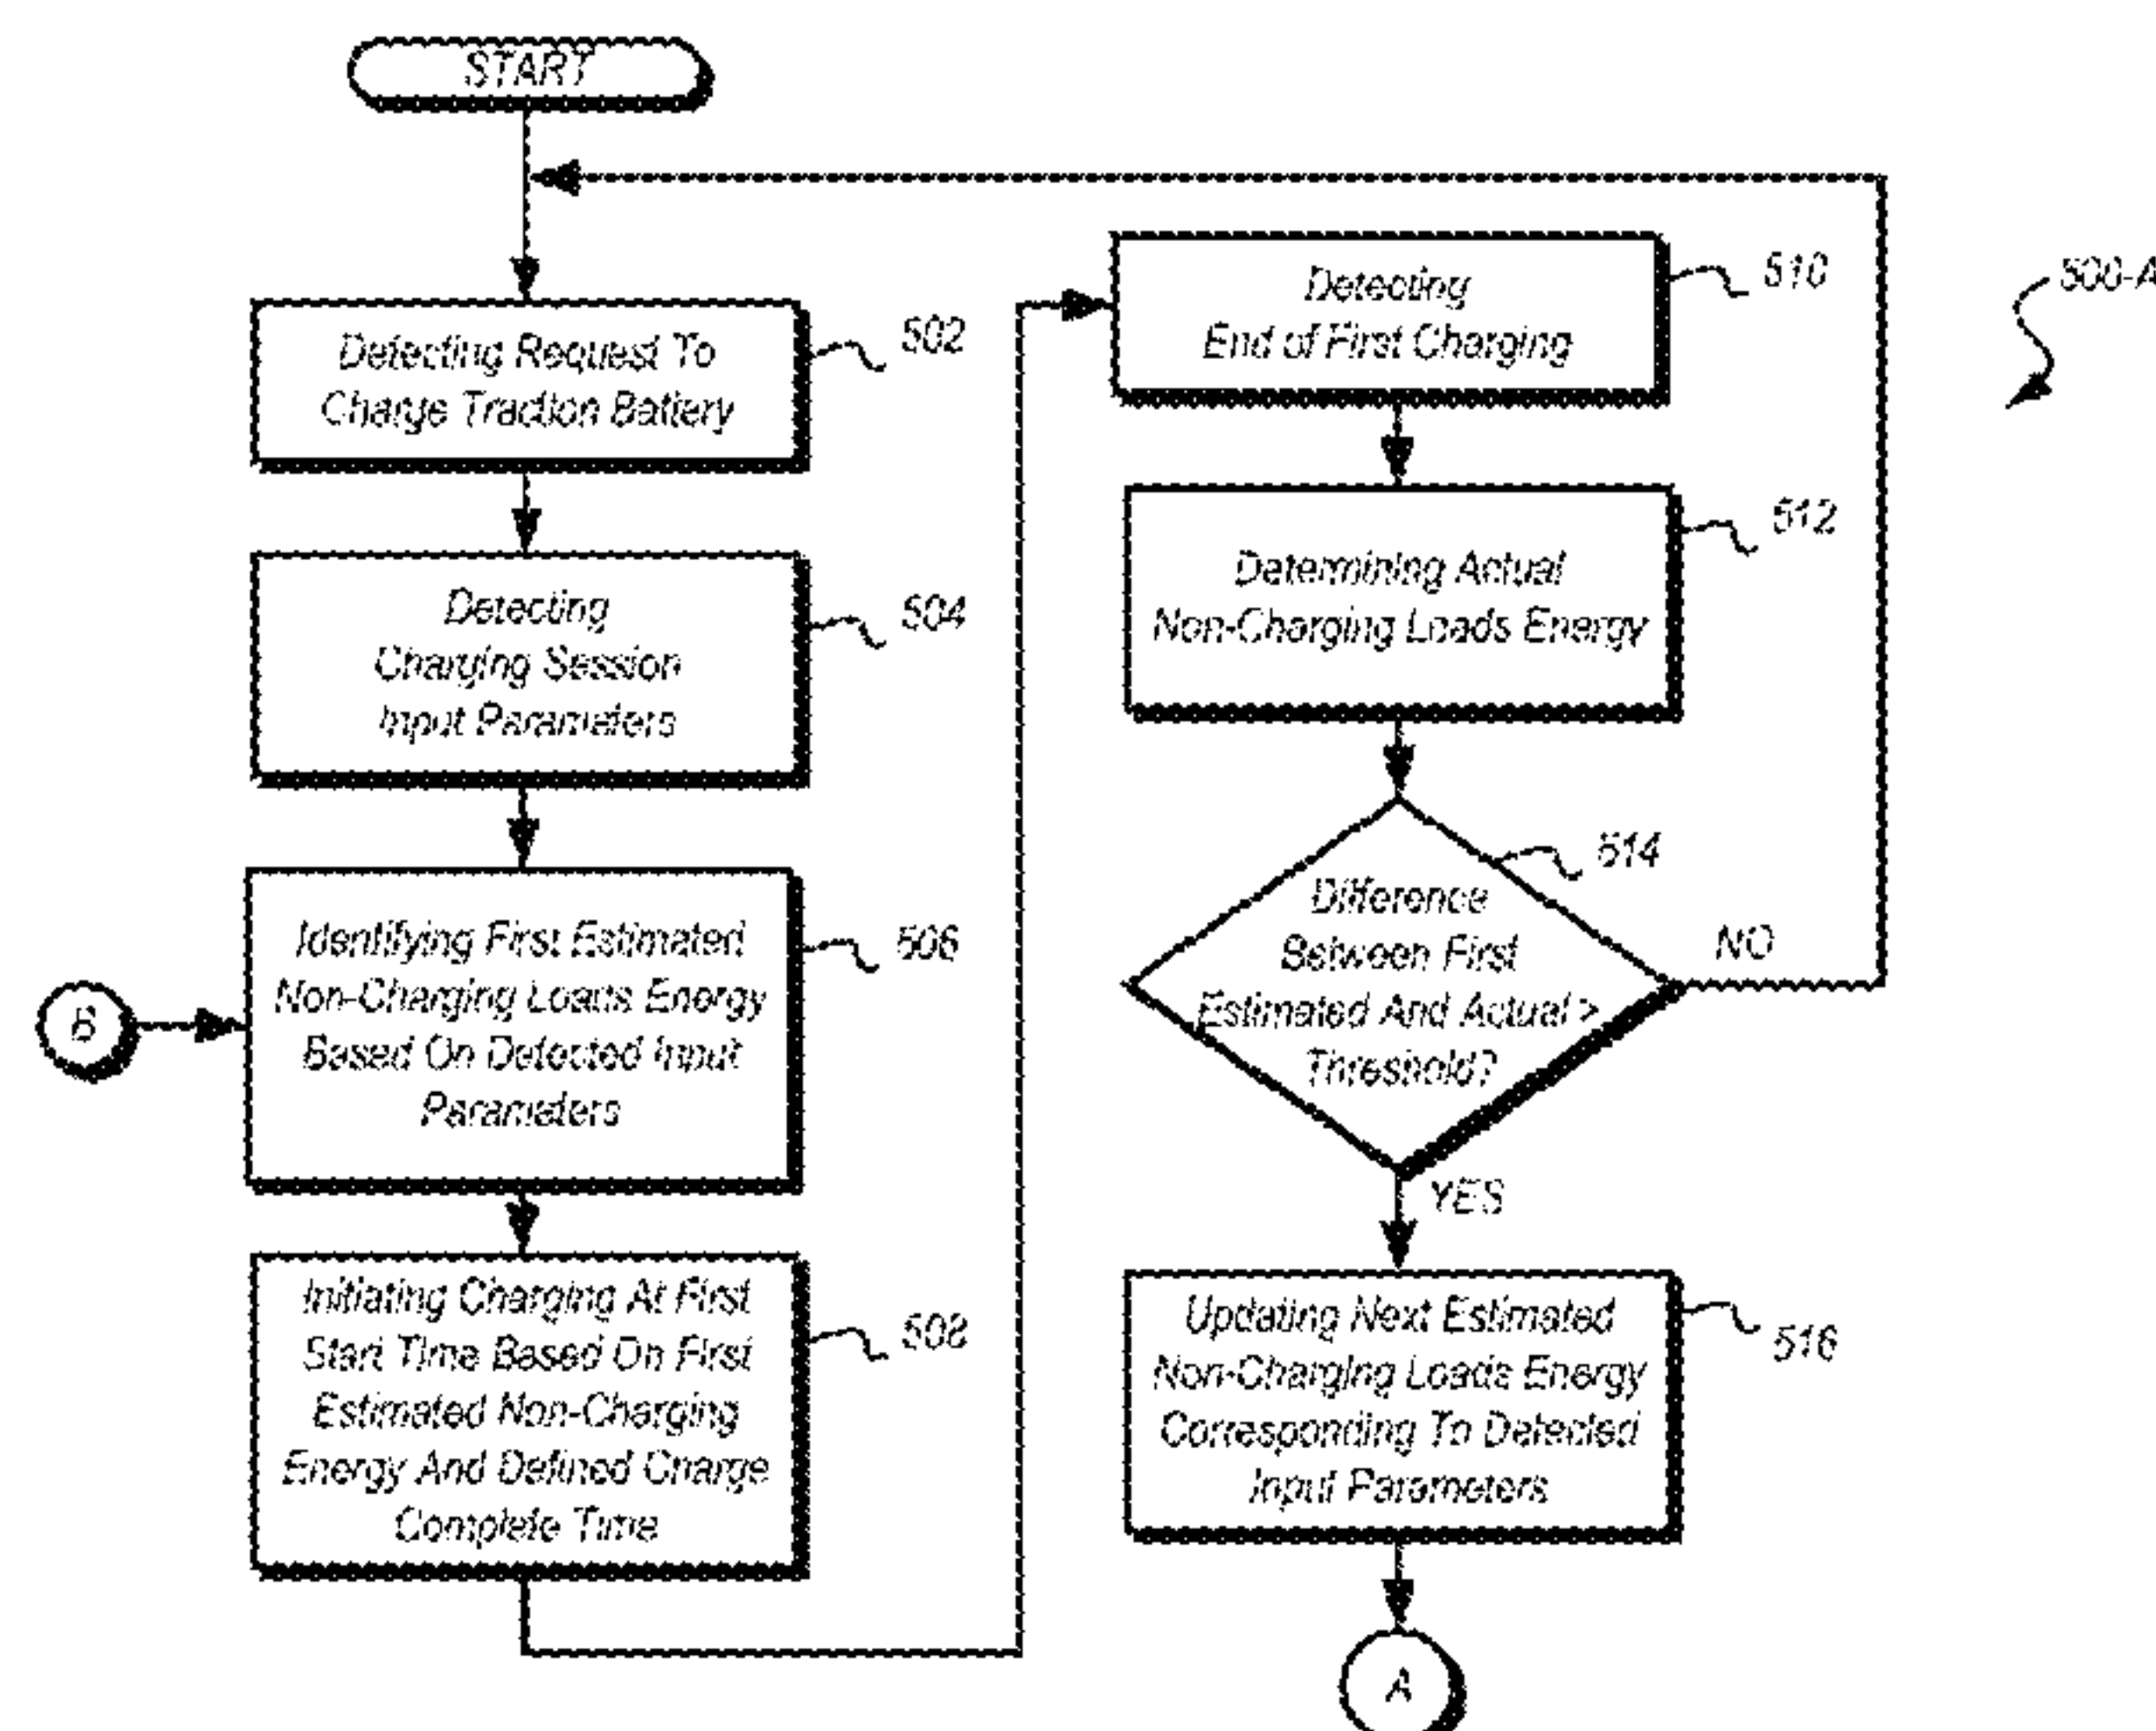 START
Detecting Request To
Charge Traction Battery
502
Detecting
Charging Session
Input Parameters
504
Identifying First Estimated
Non-Charging Loads Energy
Based On Detected Input
Parameters
506
B
Initiating Charging At First
Start Time Based On First
Estimated Non-Charging
Energy And Defined Charge
Complete Time
508
Detecting
End of First Charging
510
500-A
Determining Actual
Non-Charging Loads Energy
512
Difference
Between First
Estimated And Actual >
Threshold?
514
NO
YES
Updating Next Estimated
Non-Charging Loads Energy
Corresponding To Detected
Input Parameters
516
A